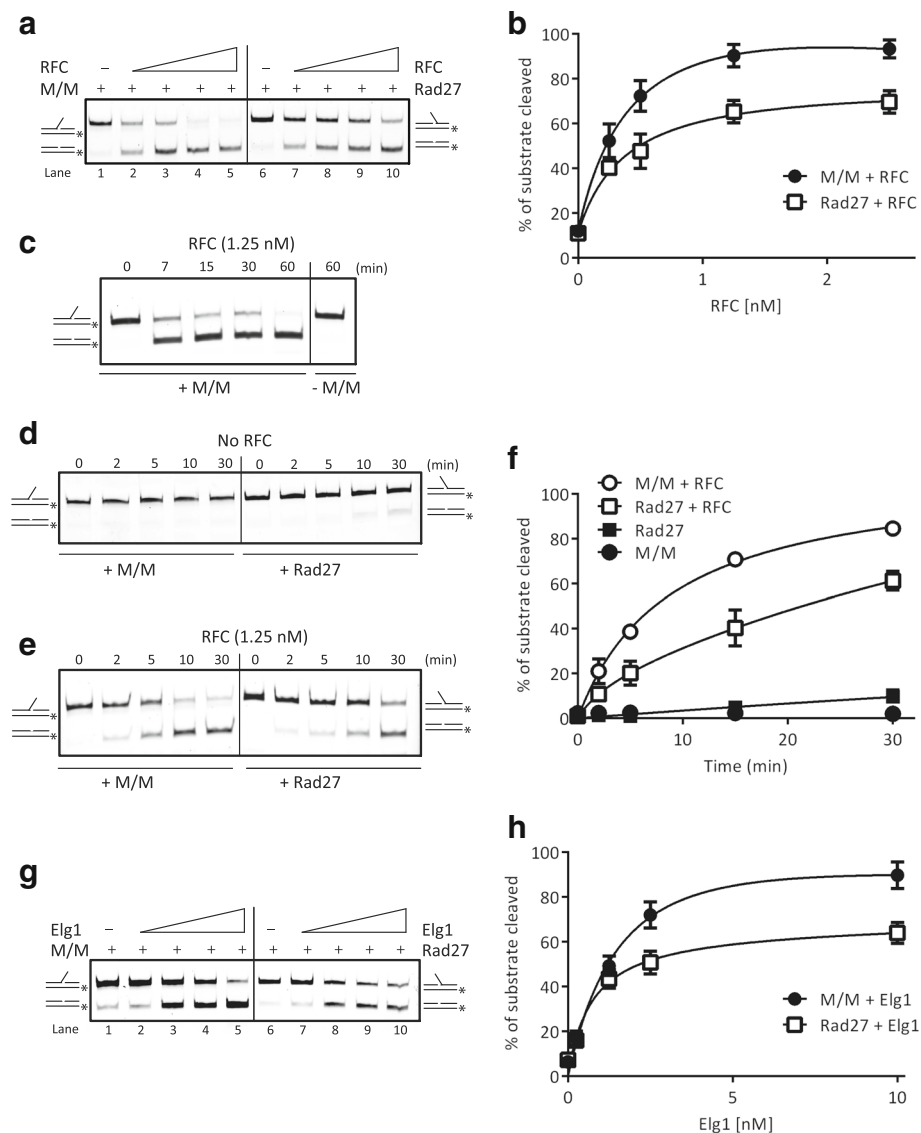 a
RFC – RFC
M/M + + + + + + + + + + Rad27
* *
* *
Lane 1 2 3 4 5 6 7 8 9 10
b
% of substrate cleaved
100
80
60
40
20
0
0 1 2
RFC [nM]
M/M + RFC
Rad27 + RFC
c
RFC (1.25 nM)
0 7 15 30 60 60 (min)
*
*
+ M/M - M/M
d
No RFC
0 2 5 10 30 0 2 5 10 30 (min)
* *
* *
+ M/M + Rad27
e
RFC (1.25 nM)
0 2 5 10 30 0 2 5 10 30 (min)
* *
* *
+ M/M + Rad27
f
M/M + RFC
Rad27 + RFC
Rad27
M/M
% of substrate cleaved
100
80
60
40
20
0
0 10 20 30
Time (min)
g
Elg1 – – Elg1
M/M + + + + + + + + + + Rad27
* *
* *
Lane 1 2 3 4 5 6 7 8 9 10
h
% of substrate cleaved
100
80
60
40
20
0
0 5 10
Elg1 [nM]
M/M + Elg1
Rad27 + Elg1